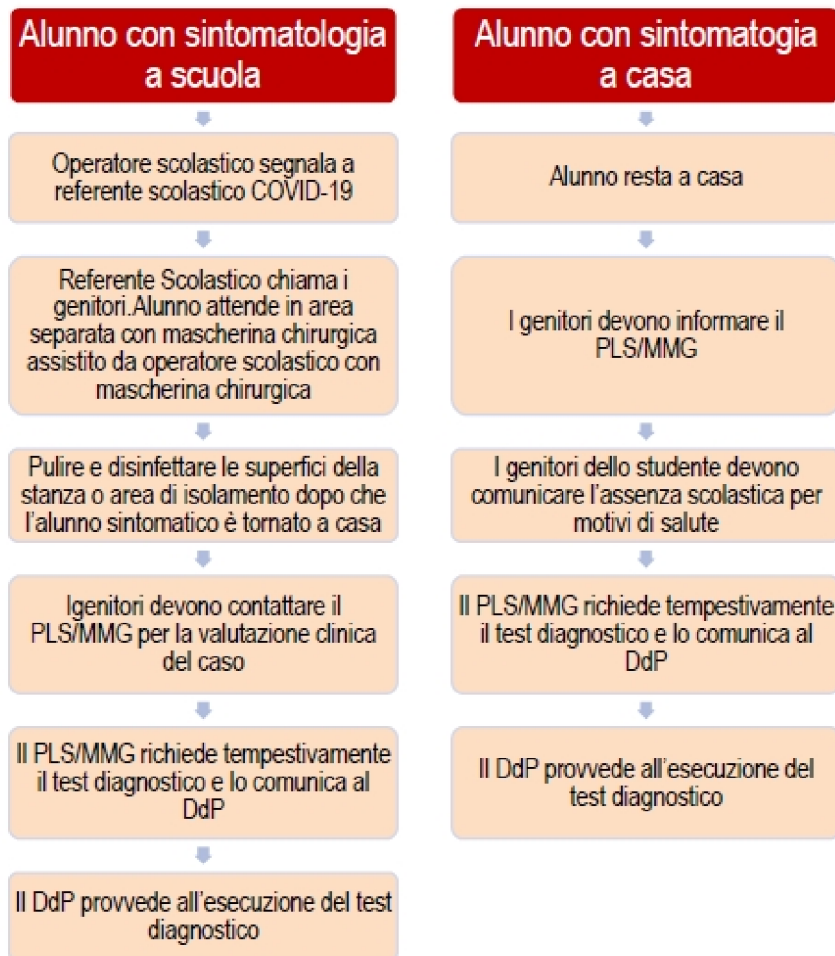 Alunno con sintomatologia
a scuola
Operatore scolastico segnala a
referente scolastico COVID-19
Referente Scolastico chiama i
genitori.Alunno attende in area
separata con mascherina chirurgica
assistito da operatore scolastico con
mascherina chirurgica
Pulire e disinfettare le superfici della
stanza o area di isolamento dopo che
l'alunno sintomatico è tornato a casa
Igenitori devono contattare il
PLS/MMG per la valutazione clinica
del caso
Il PLS/MMG richiede tempestivamente
il test diagnostico e lo comunica al
DdP
Il DdP provvede all'esecuzione del test
diagnostico
Alunno con sintomatogia
a casa
Alunno resta a casa
I genitori devono informare il
PLS/MMG
I genitori dello studente devono
comunicare l'assenza scolastica per
motivi di salute
Il PLS/MMG richiede tempestivamente
il test diagnostico e lo comunica al
DdP
Il DdP provvede all'esecuzione del
test diagnostico